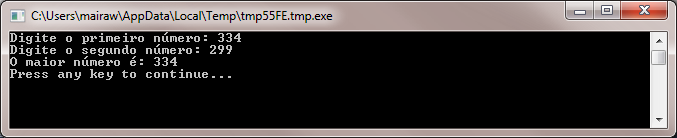 C:\Users\mairaw\AppData\Local\Temp\tmp55FE.tmp.exe
Digite o primeiro número: 334
Digite o segundo número: 299
O maior número é: 334
Press any key to continue...